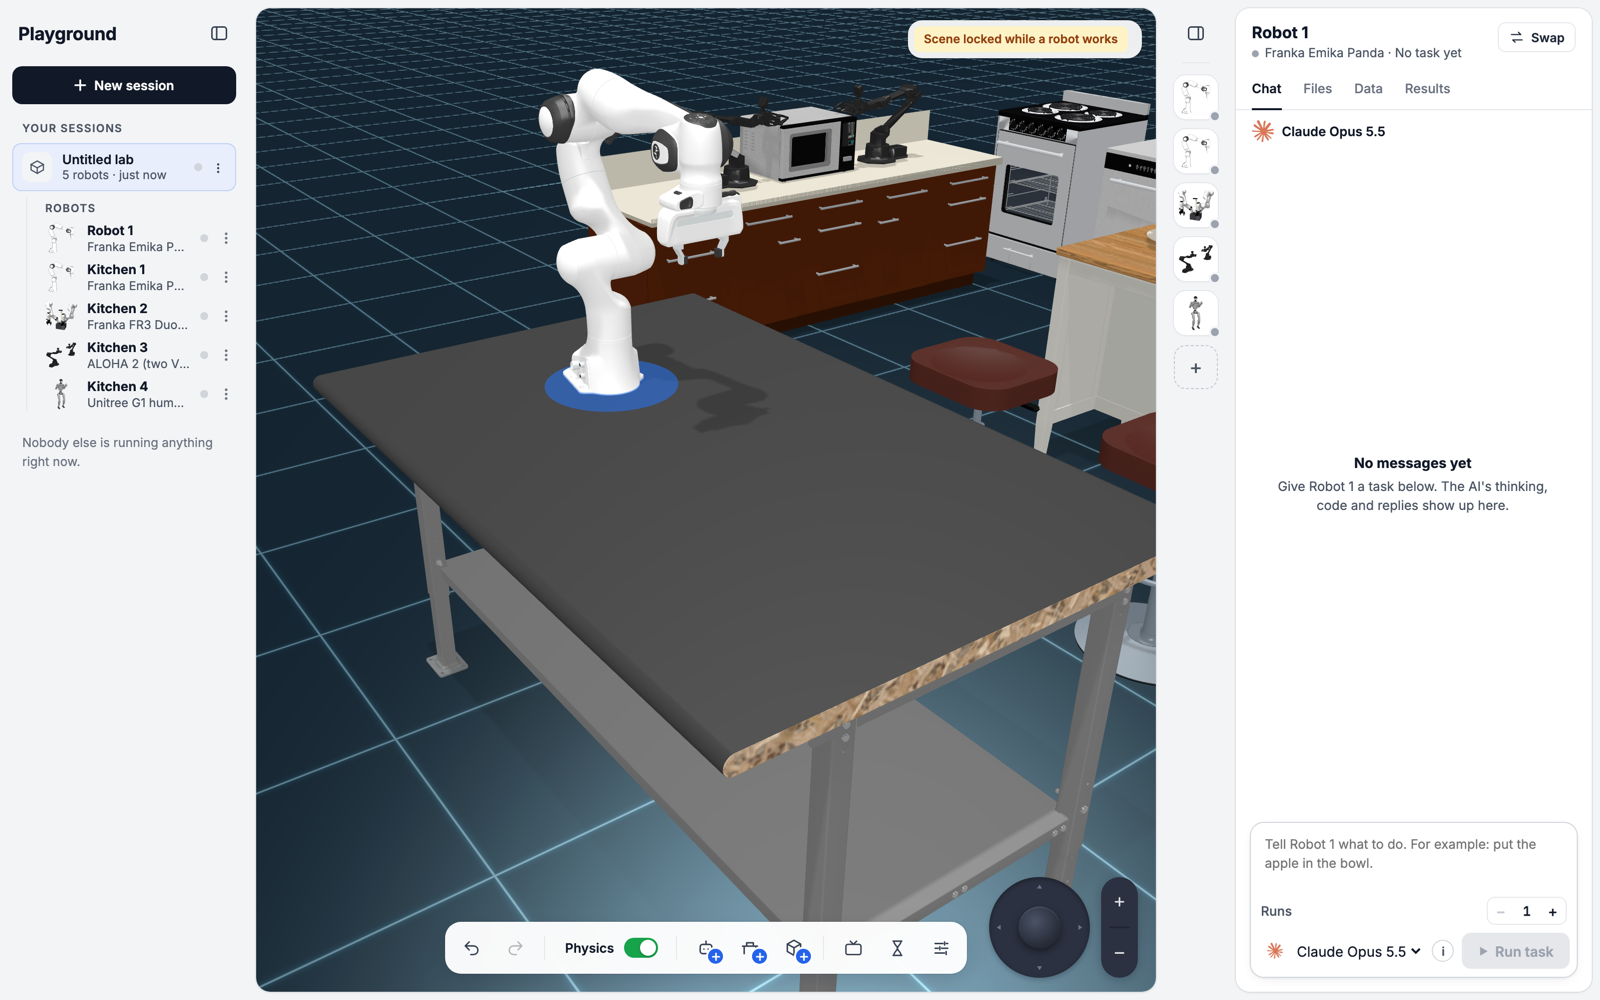 Playground
New session
YOUR SESSIONS
Untitled lab
5 robots · just now
ROBOTS
Robot 1
Franka Emika P...
Kitchen 1
Franka Emika P...
Kitchen 2
Franka FR3 Duo...
Kitchen 3
ALOHA 2 (two V...
Kitchen 4
Unitree G1 hum...
Nobody else is running anything
right now.
Scene locked while a robot works
Physics
Robot 1
Franka Emika Panda · No task yet
Swap
Chat Files Data Results
Claude Opus 5.5
No messages yet
Give Robot 1 a task below. The AI's thinking,
code and replies show up here.
Tell Robot 1 what to do. For example: put the
apple in the bowl.
Runs
− 1 +
Claude Opus 5.5
i
Run task